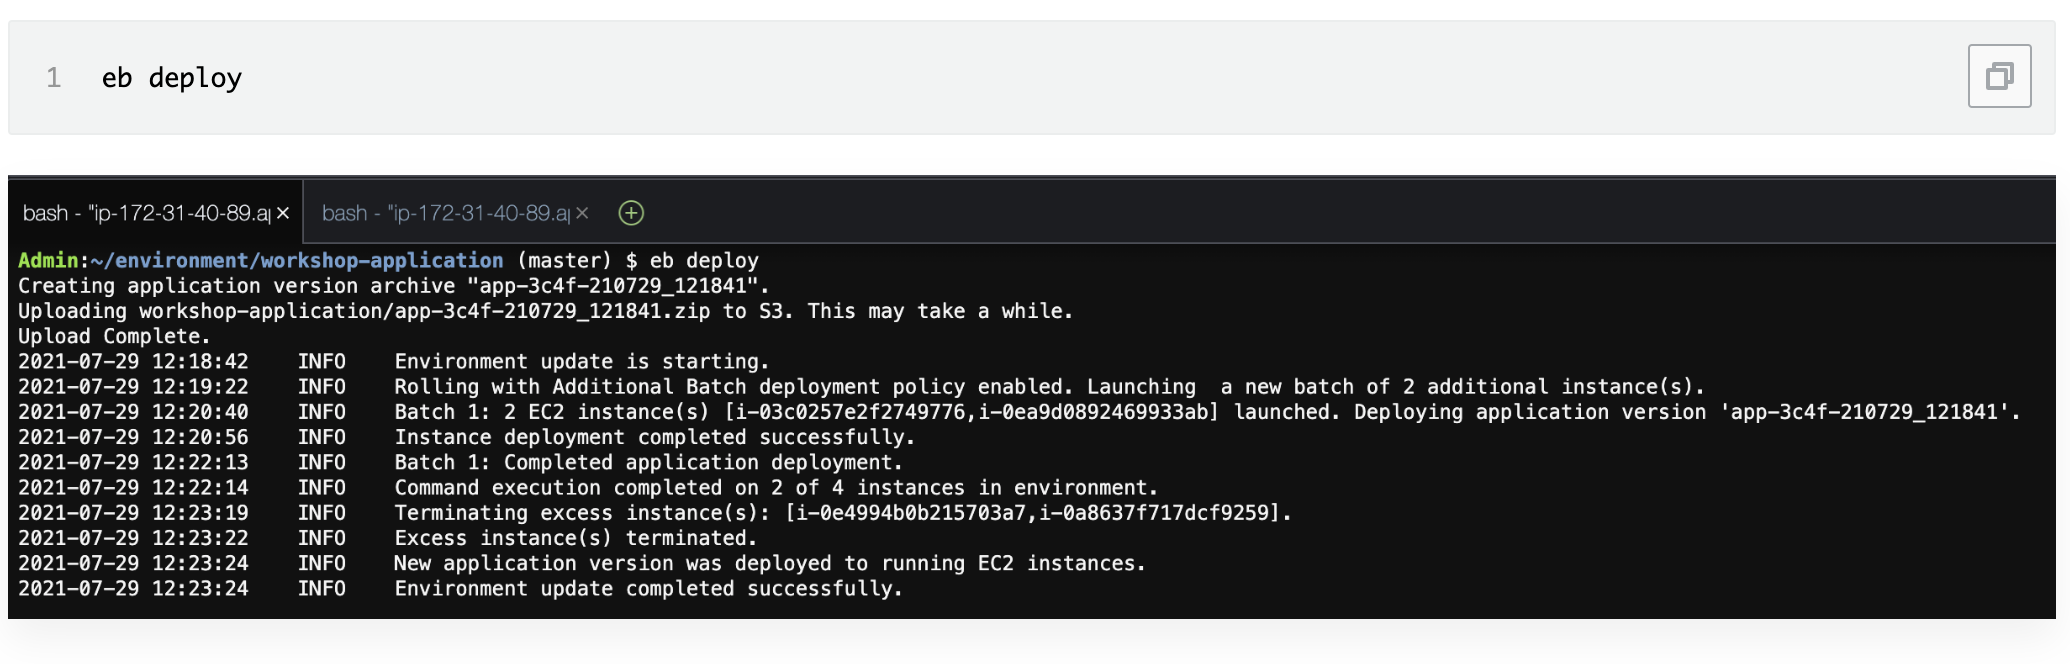 1 eb deploy
bash - "ip-172-31-40-89.a bash - "ip-172-31-40-89.a
Admin:~/environment/workshop-application (master) $ eb deploy
Creating application version archive "app-3c4f-210729_121841".
Uploading workshop-application/app-3c4f-210729_121841.zip to S3. This may take a while.
Upload Complete.
2021-07-29 12:18:42 INFO Environment update is starting.
2021-07-29 12:19:22 INFO Rolling with Additional Batch deployment policy enabled. Launching  a new batch of 2 additional instance(s).
2021-07-29 12:20:40 INFO Batch 1: 2 EC2 instance(s) [i-03c0257e2f2749776,i-0ea9d0892469933ab] launched. Deploying application version 'app-3c4f-210729_121841'.
2021-07-29 12:20:56 INFO Instance deployment completed successfully.
2021-07-29 12:22:13 INFO Batch 1: Completed application deployment.
2021-07-29 12:22:14 INFO Command execution completed on 2 of 4 instances in environment.
2021-07-29 12:23:19 INFO Terminating excess instance(s): [i-0e4994b0b215703a7,i-0a8637f717dcf9259].
2021-07-29 12:23:22 INFO Excess instance(s) terminated.
2021-07-29 12:23:24 INFO New application version was deployed to running EC2 instances.
2021-07-29 12:23:24 INFO Environment update completed successfully.